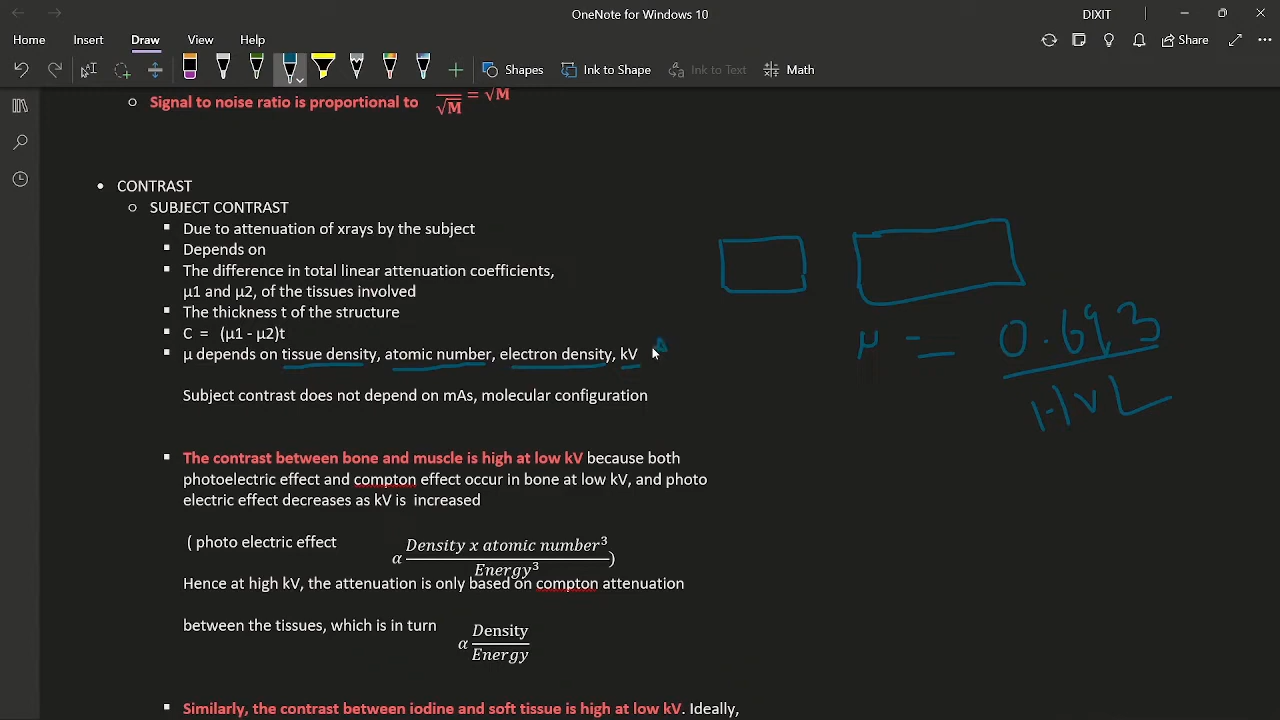 OneNote for Windows 10
DIXIT
Home Insert Draw View Help
Share
Shapes Ink to Shape Ink to Text Math
Signal to noise ratio is proportional to √M = √M
CONTRAST
SUBJECT CONTRAST
Due to attenuation of xrays by the subject
Depends on
The difference in total linear attenuation coefficients,
μ1 and μ2, of the tissues involved
The thickness t of the structure
C = (μ1 - μ2)t
μ depends on tissue density, atomic number, electron density, kV
Subject contrast does not depend on mAs, molecular configuration
μ = 0.693
HVL
The contrast between bone and muscle is high at low kV because both
photoelectric effect and compton effect occur in bone at low kV, and photo
electric effect decreases as kV is increased
( photo electric effect α Density x atomic number³ )
Energy³
Hence at high kV, the attenuation is only based on compton attenuation
between the tissues, which is in turn α Density
Energy
Similarly, the contrast between iodine and soft tissue is high at low kV. Ideally,